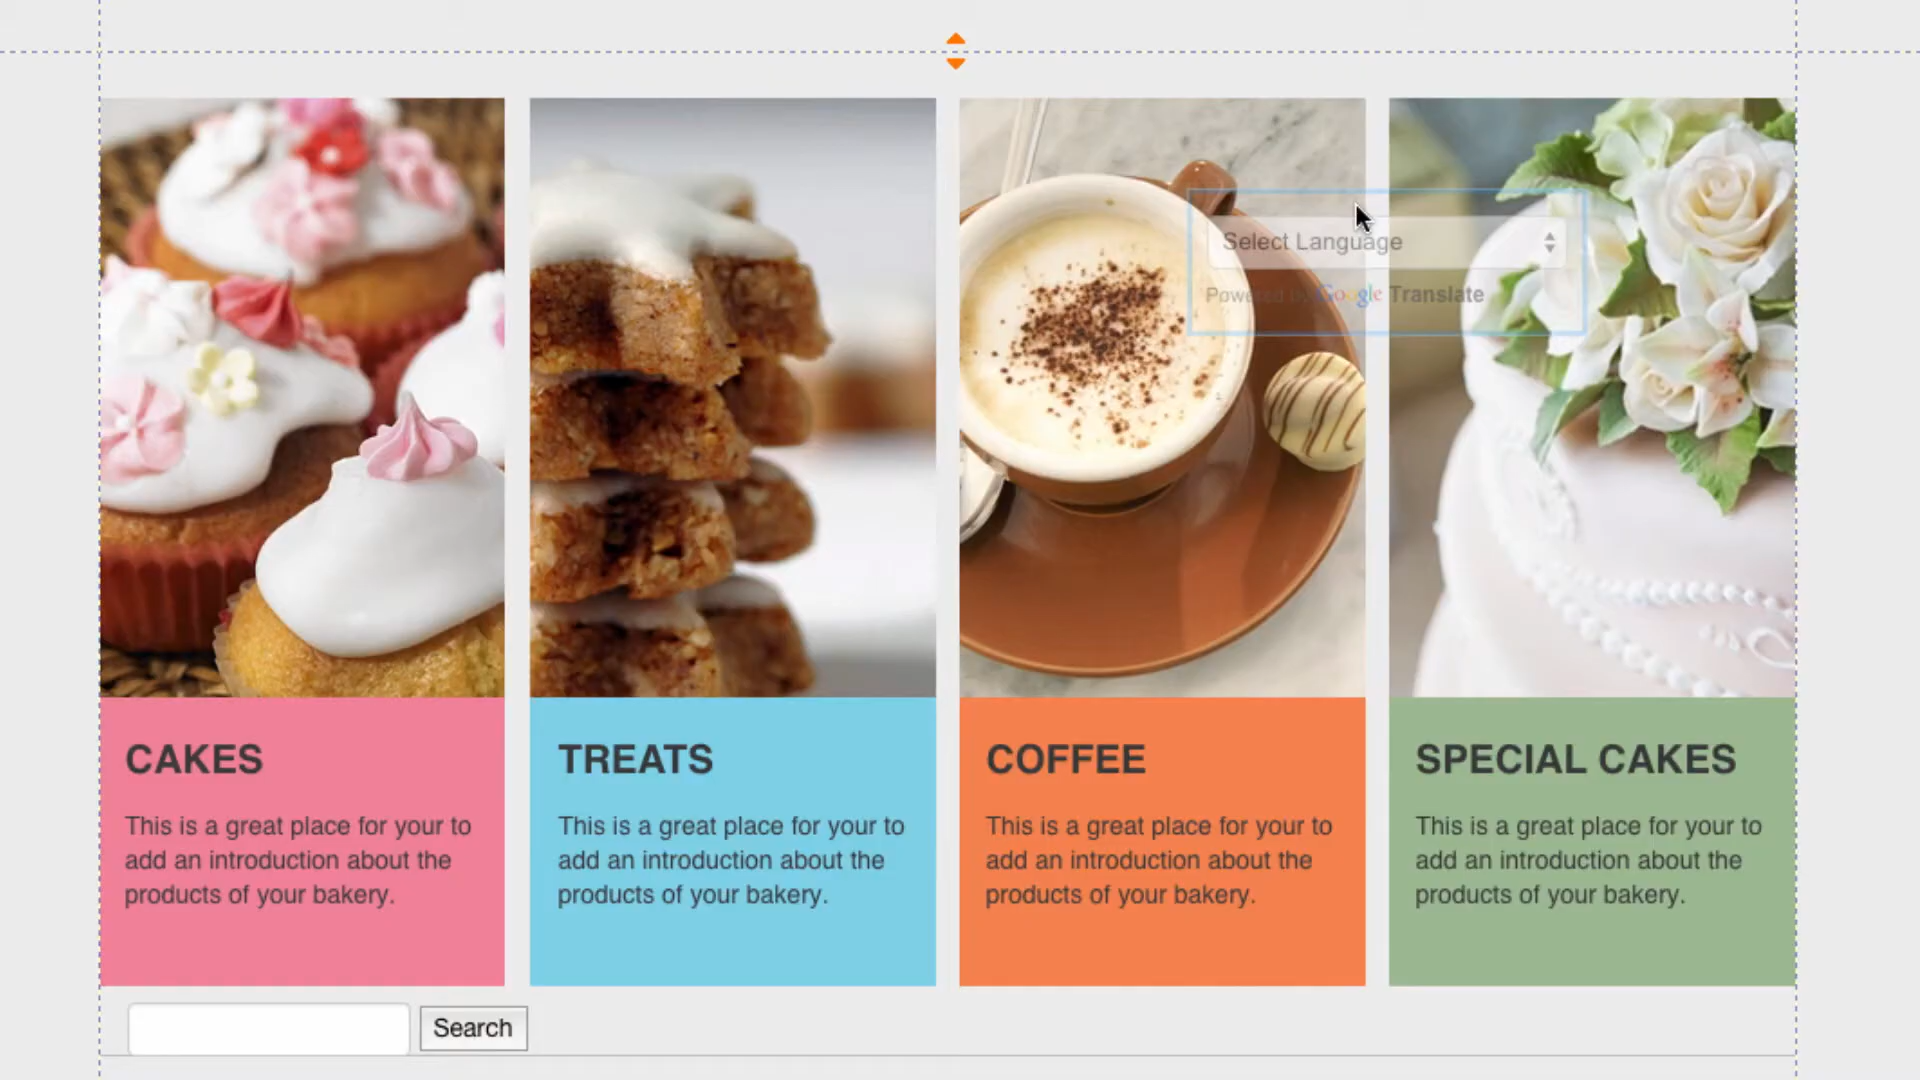 Select Language
Powered by Google Translate
CAKES
This is a great place for your to
add an introduction about the
products of your bakery.
TREATS
This is a great place for your to
add an introduction about the
products of your bakery.
COFFEE
This is a great place for your to
add an introduction about the
products of your bakery.
SPECIAL CAKES
This is a great place for your to
add an introduction about the
products of your bakery.
Search